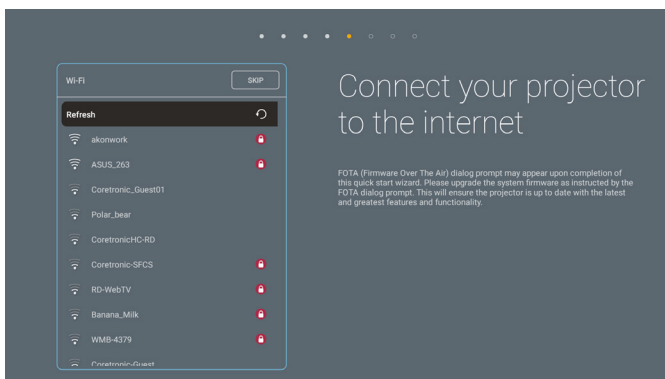 Wi-Fi
SKIP
Refresh
akonwork
ASUS_263
Coretronic_Guest01
Polar_bear
CoretronicHC-RD
Coretronic-SFCS
RD-WebTV
Banana_Milk
WMB-4379
Coretronic-Guest
Connect your projector
to the internet
FOTA (Firmware Over The Air) dialog prompt may appear upon completion of
this quick start wizard. Please upgrade the system firmware as instructed by the
FOTA dialog prompt. This will ensure the projector is up to date with the latest
and greatest features and functionality.